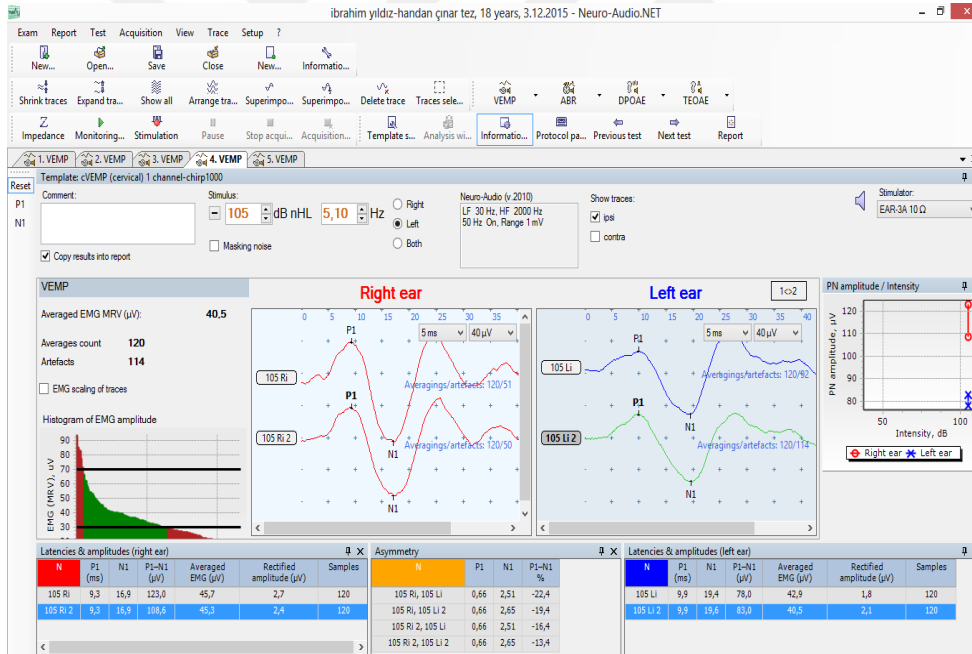 ibrahim yıldız-handan çınar tez, 18 years, 3.12.2015 - Neuro-Audio.NET
Exam Report Test Acquisition View Trace Setup ?
New... Open... Save Close New... Informatio...
Shrink traces Expand tra... Show all Arrange tra... Superimpo... Superimpo... Delete trace Traces sele... VEMP ABR DPOAE TEOAE
Impedance Monitoring... Stimulation Pause Stop acqui... Acquisition... Template s... Analysis wi... Informatio... Protocol pa... Previous test Next test Report
1. VEMP 2. VEMP 3. VEMP 4. VEMP 5. VEMP
Reset
P1
N1
Template: cVEMP (cervical) 1 channel-chirp1000
Comment:
Copy results into report
Stimulus:
105 dB nHL 5,10 Hz
Masking noise
Right
Left
Both
Neuro-Audio (v.2010)
LF 30 Hz, HF 2000 Hz
50 Hz On, Range 1 mV
Show traces:
ipsi
contra
Stimulator:
EAR-3A 10 Ω
VEMP
Averaged EMG MRV (μV): 40,5
Averages count 120
Artefacts 114
EMG scaling of traces
Histogram of EMG amplitude
EMG (MRV), uV
90
80
70
60
50
40
30
Right ear
0 5 10 15 20 25 30 35
5 ms 40 μV
P1
105 Ri
Averagings/artefacts: 120/51
N1
P1
105 Ri 2
Averagings/artefacts: 120/50
N1
Left ear
1<>2
0 5 10 15 20 25 30 35 40
5 ms 40 μV
P1
105 Li
Averagings/artefacts: 120/92
N1
P1
105 Li 2
Averagings/artefacts: 120/114
N1
PN amplitude / Intensity
PN amplitude, μV
120
110
100
90
80
50 100
Intensity, dB
Right ear Left ear
Latencies & amplitudes (right ear)
N P1 (ms) N1 P1-N1 (μV) Averaged EMG (μV) Rectified amplitude (μV) Samples
105 Ri 9,3 16,9 123,0 45,7 2,7 120
105 Ri 2 9,3 16,9 108,6 45,3 2,4 120
Asymmetry
N P1 N1 P1-N1 %
105 Ri, 105 Li 0,66 2,51 -22,4
105 Ri, 105 Li 2 0,66 2,65 -19,4
105 Ri 2, 105 Li 0,66 2,51 -16,4
105 Ri 2, 105 Li 2 0,66 2,65 -13,4
Latencies & amplitudes (left ear)
N P1 (ms) N1 P1-N1 (μV) Averaged EMG (μV) Rectified amplitude (μV) Samples
105 Li 9,9 19,4 78,0 42,9 1,8 120
105 Li 2 9,9 19,6 83,0 40,5 2,1 120